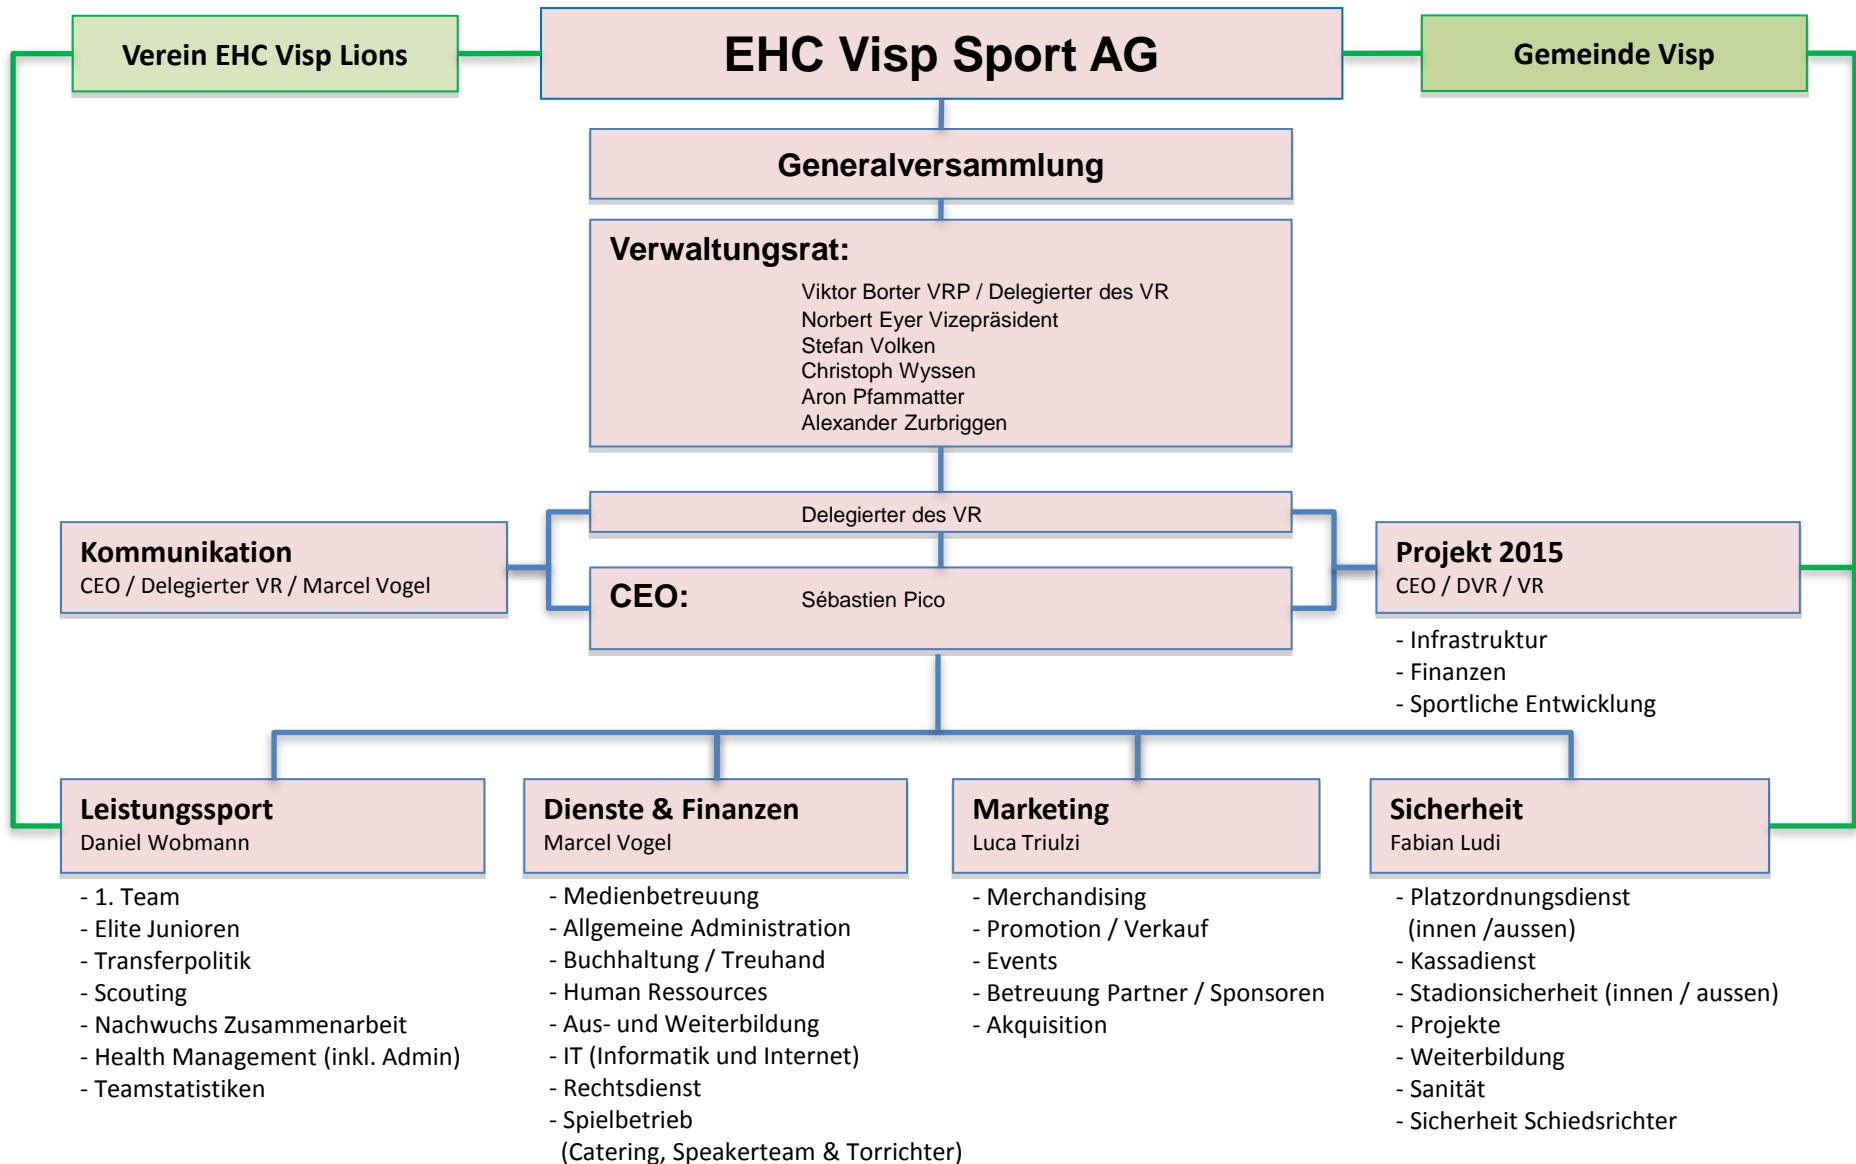 Verein EHC Visp Lions
EHC Visp Sport AG
Gemeinde Visp
Generalversammlung
Verwaltungsrat:
Viktor Borter VRP / Delegierter des VR
Norbert Eyer Vizepräsident
Stefan Volken
Christoph Wyssen
Aron Pfammatter
Alexander Zurbriggen
Delegierter des VR
Kommunikation
CEO / Delegierter VR / Marcel Vogel
CEO: Sébastien Pico
Projekt 2015
CEO / DVR / VR
- Infrastruktur
- Finanzen
- Sportliche Entwicklung
Leistungssport
Daniel Wobmann
- 1. Team
- Elite Junioren
- Transferpolitik
- Scouting
- Nachwuchs Zusammenarbeit
- Health Management (inkl. Admin)
- Teamstatistiken
Dienste & Finanzen
Marcel Vogel
- Medienbetreuung
- Allgemeine Administration
- Buchhaltung / Treuhand
- Human Ressources
- Aus- und Weiterbildung
- IT (Informatik und Internet)
- Rechtsdienst
- Spielbetrieb
(Catering, Speakerteam & Torrichter)
Marketing
Luca Triulzi
- Merchandising
- Promotion / Verkauf
- Events
- Betreuung Partner / Sponsoren
- Akquisition
Sicherheit
Fabian Ludi
- Platzordnungsdienst
(innen /aussen)
- Kassadienst
- Stadionsicherheit (innen / aussen)
- Projekte
- Weiterbildung
- Sanität
- Sicherheit Schiedsrichter